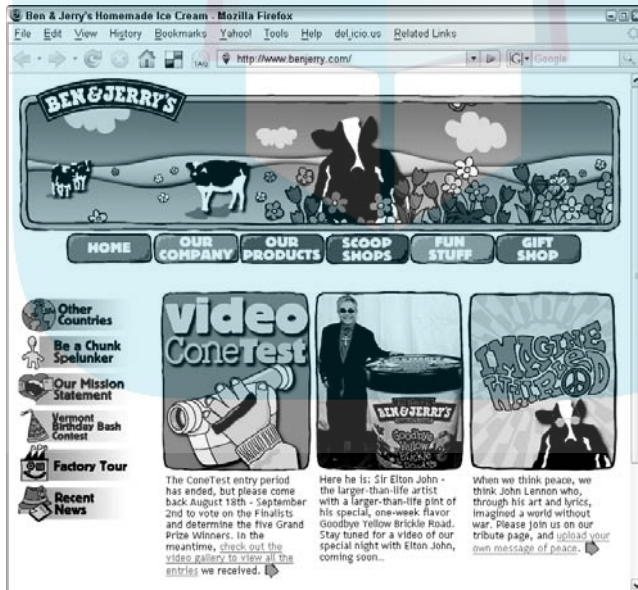 Ben & Jerry's Homemade Ice Cream - Mozilla Firefox
File Edit View History Bookmarks Yahoo! Tools Help del.icio.us Related Links
http://www.benjerry.com/
Google
BEN & JERRY'S
HOME
OUR COMPANY
OUR PRODUCTS
SCOOP SHOPS
FUN STUFF
GIFT SHOP
Other
Countries
Be a Chunk
Spelunker
Our Mission
Statement
Vermont
Birthday Bash
Contest
Factory Tour
Recent
News
video
ConeTest
The ConeTest entry period
has ended, but please come
back August 18th - September
2nd to vote on the Finalists
and determine the five Grand
Prize Winners. In the
meantime, check out the
video gallery to view all the
entries we received.
BEN & JERRY'S
Goodbye
Yellow
Brickle
Road
Here he is: Sir Elton John -
the larger-than-life artist
with a larger-than-life pint of
his special, one-week flavor
Goodbye Yellow Brickle Road.
Stay tuned for a video of our
special night with Elton John,
coming soon...
IMAGINE
WHIRLED
When we think peace, we
think John Lennon who,
through his art and lyrics,
imagined a world without
war. Please join us on our
tribute page, and upload
your own message of peace.